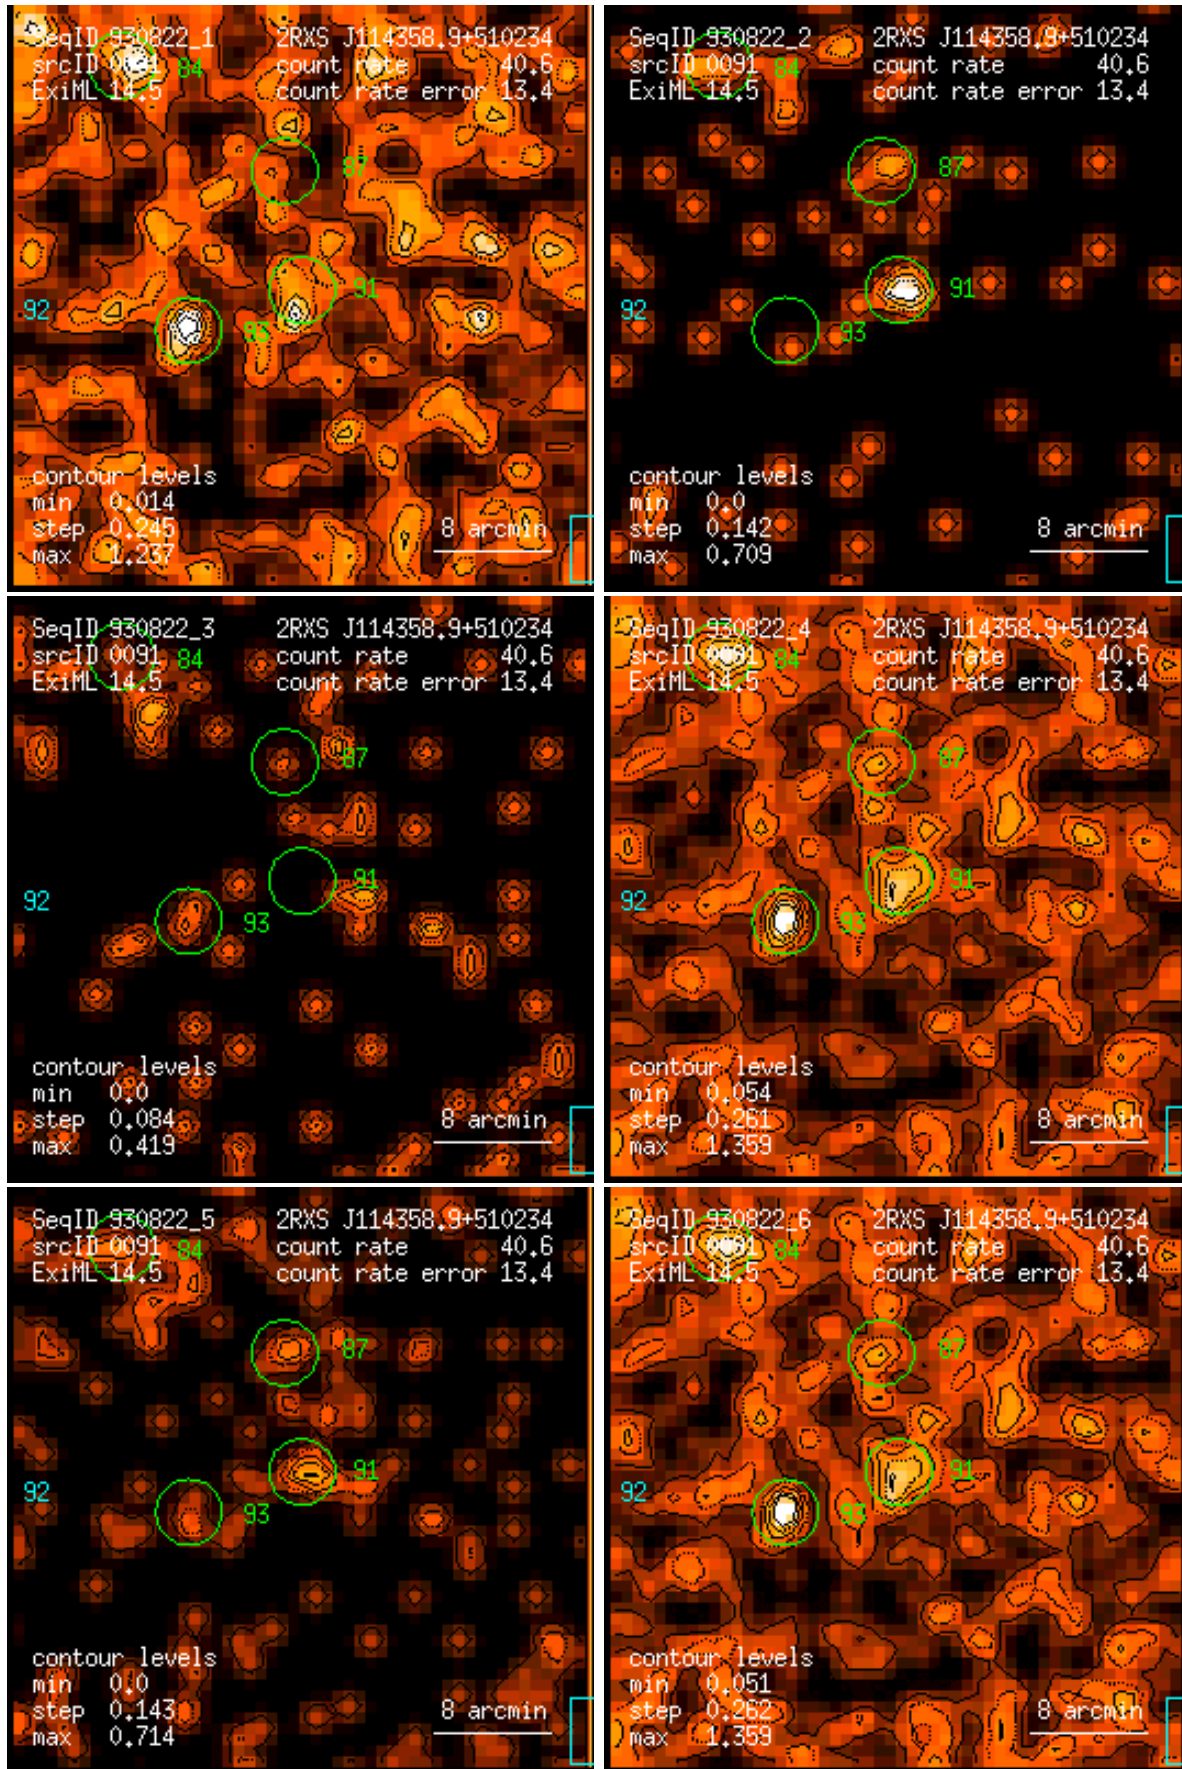 SeqID 930822_1 2RXS J114358.9+510234
srcID 0091 84 count rate 40.6
ExiML 14.5 count rate error 13.4
87
91
92
93
contour levels
min 0.014
step 0.245 8 arcmin
max 1.237
SeqID 930822_2 2RXS J114358.9+510234
srcID 0091 84 count rate 40.6
ExiML 14.5 count rate error 13.4
87
91
92
93
contour levels
min 0.0
step 0.142 8 arcmin
max 0.709
SeqID 930822_3 2RXS J114358.9+510234
srcID 0091 84 count rate 40.6
ExiML 14.5 count rate error 13.4
87
91
92
93
contour levels
min 0.0
step 0.084 8 arcmin
max 0.419
SeqID 930822_4 2RXS J114358.9+510234
srcID 0091 84 count rate 40.6
ExiML 14.5 count rate error 13.4
87
91
92
93
contour levels
min 0.054
step 0.261 8 arcmin
max 1.359
SeqID 930822_5 2RXS J114358.9+510234
srcID 0091 84 count rate 40.6
ExiML 14.5 count rate error 13.4
87
91
92
93
contour levels
min 0.0
step 0.143 8 arcmin
max 0.714
SeqID 930822_6 2RXS J114358.9+510234
srcID 0091 84 count rate 40.6
ExiML 14.5 count rate error 13.4
87
91
92
93
contour levels
min 0.051
step 0.262 8 arcmin
max 1.359